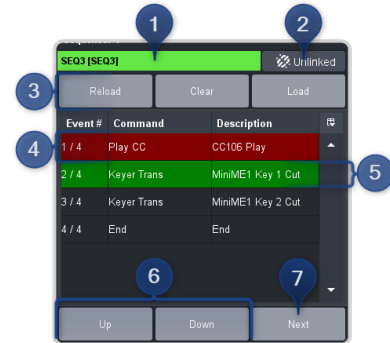 1
2
SEQ3 [SEQ3]
Unlinked
3
Reload
Clear
Load
Event #
Command
Description
4
1 / 4
Play CC
CC106 Play
2 / 4
Keyer Trans
MiniME1 Key 1 Cut
5
3 / 4
Keyer Trans
MiniME1 Key 2 Cut
4 / 4
End
End
6
7
Up
Down
Next